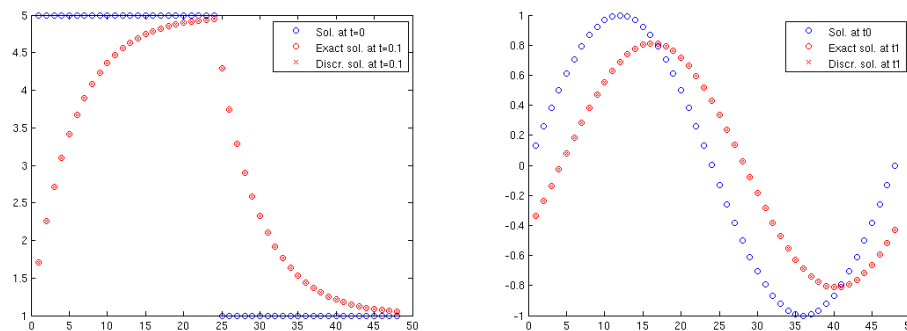 5
4.5
4
3.5
3
2.5
2
1.5
1
0 5 10 15 20 25 30 35 40 45 50
Sol. at t=0
Exact sol. at t=0.1
Discr. sol. at t=0.1
1
0.8
0.6
0.4
0.2
0
-0.2
-0.4
-0.6
-0.8
-1
0 5 10 15 20 25 30 35 40 45
Sol. at t0
Exact sol. at t1
Discr. sol. at t1